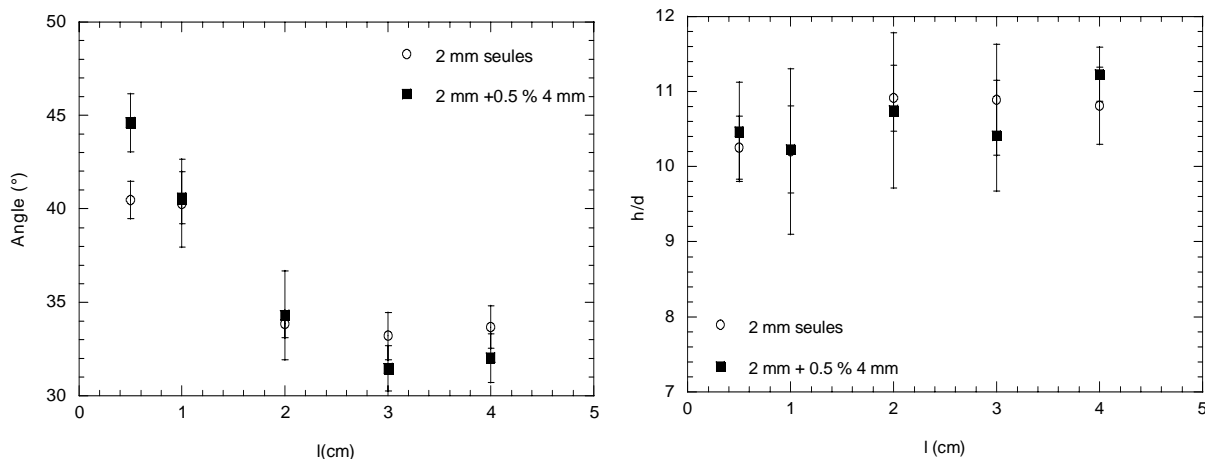 50
45
40
35
30
Angle (°)
0 1 2 3 4 5
l(cm)
2 mm seules
2 mm +0.5 % 4 mm
12
11
10
9
8
7
h/d
0 1 2 3 4 5
l (cm)
2 mm seules
2 mm + 0.5 % 4 mm